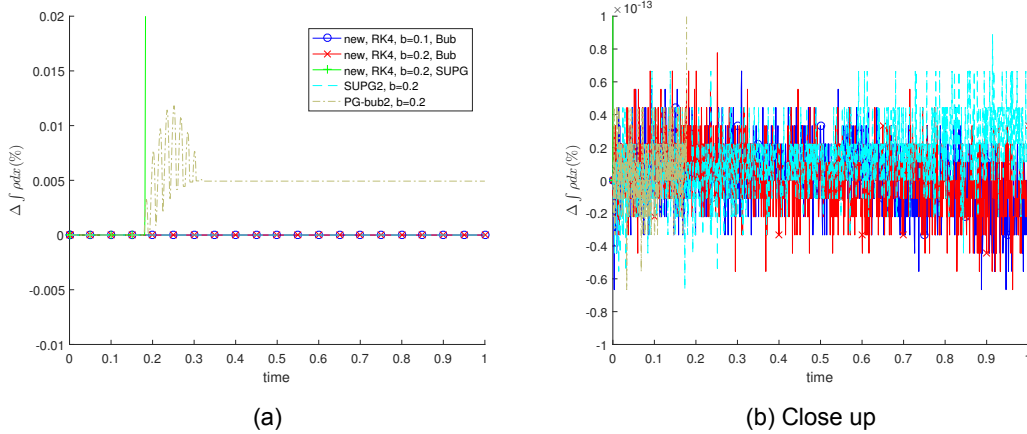 0.02
0.015
0.01
0.005
0
-0.005
-0.01
Δ ∫ ρdx (%)
0 0.1 0.2 0.3 0.4 0.5 0.6 0.7 0.8 0.9 1
time
new, RK4, b=0.1, Bub
new, RK4, b=0.2, Bub
new, RK4, b=0.2, SUPG
SUPG2, b=0.2
PG-bub2, b=0.2
(a)
×10⁻¹³
1
0.8
0.6
0.4
0.2
0
-0.2
-0.4
-0.6
-0.8
-1
Δ ∫ ρdx (%)
0 0.1 0.2 0.3 0.4 0.5 0.6 0.7 0.8 0.9 1
time
(b) Close up